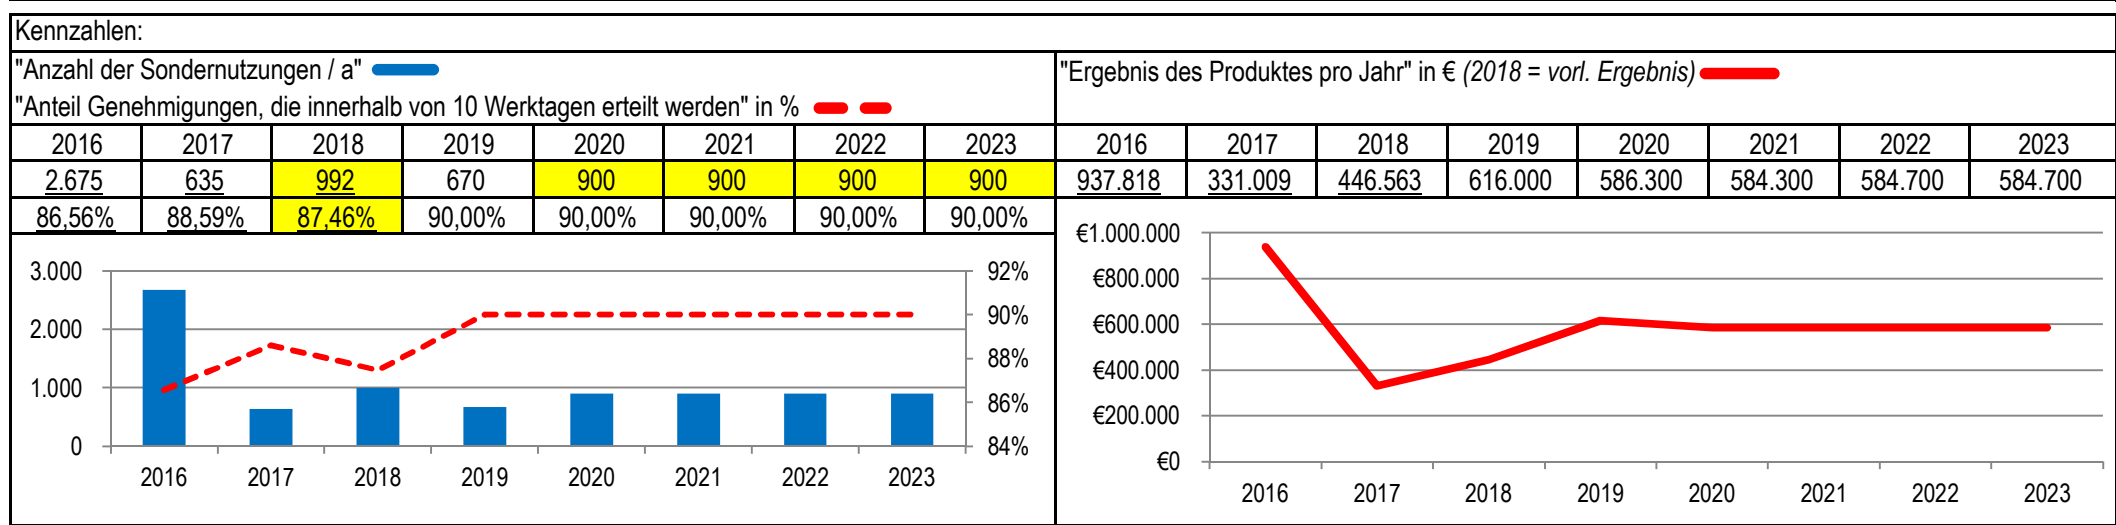 Kennzahlen:
"Anzahl der Sondernutzungen / a"
"Anteil Genehmigungen, die innerhalb von 10 Werktagen erteilt werden" in %
2016 2017 2018 2019 2020 2021 2022 2023
2.675 635 992 670 900 900 900 900
86,56% 88,59% 87,46% 90,00% 90,00% 90,00% 90,00% 90,00%
3.000 92%
2.000 90%
88%
1.000 86%
0 84%
2016 2017 2018 2019 2020 2021 2022 2023
"Ergebnis des Produktes pro Jahr" in € (2018 = vorl. Ergebnis)
2016 2017 2018 2019 2020 2021 2022 2023
937.818 331.009 446.563 616.000 586.300 584.300 584.700 584.700
€1.000.000
€800.000
€600.000
€400.000
€200.000
€0
2016 2017 2018 2019 2020 2021 2022 2023